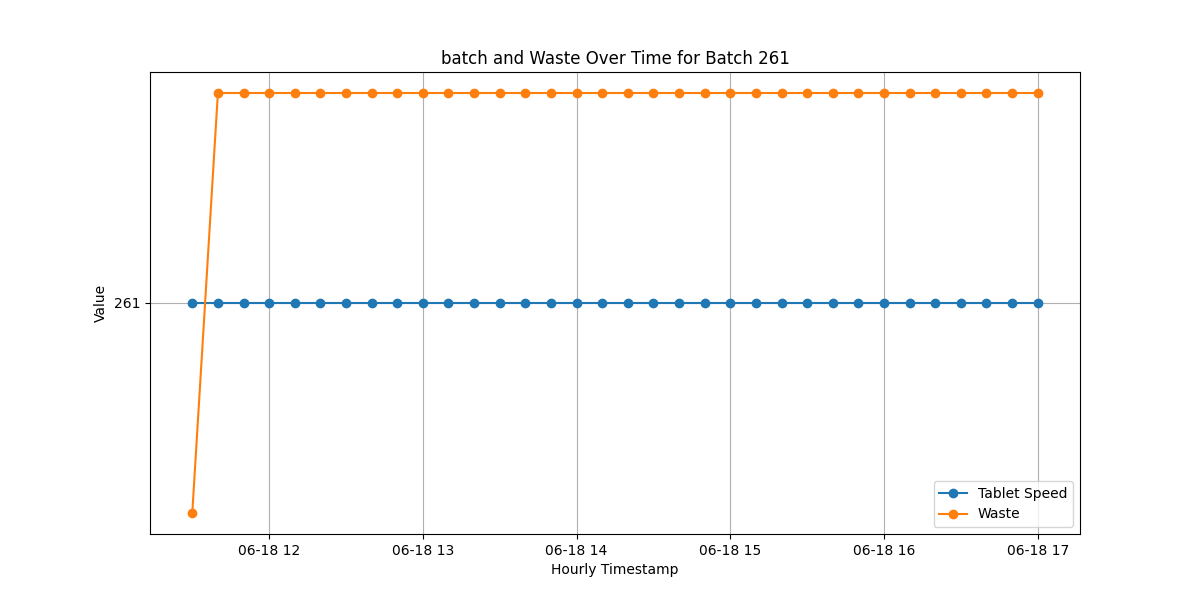 batch and Waste Over Time for Batch 261
Value
261
Tablet Speed
Waste
06-18 12
06-18 13
06-18 14
06-18 15
06-18 16
06-18 17
Hourly Timestamp